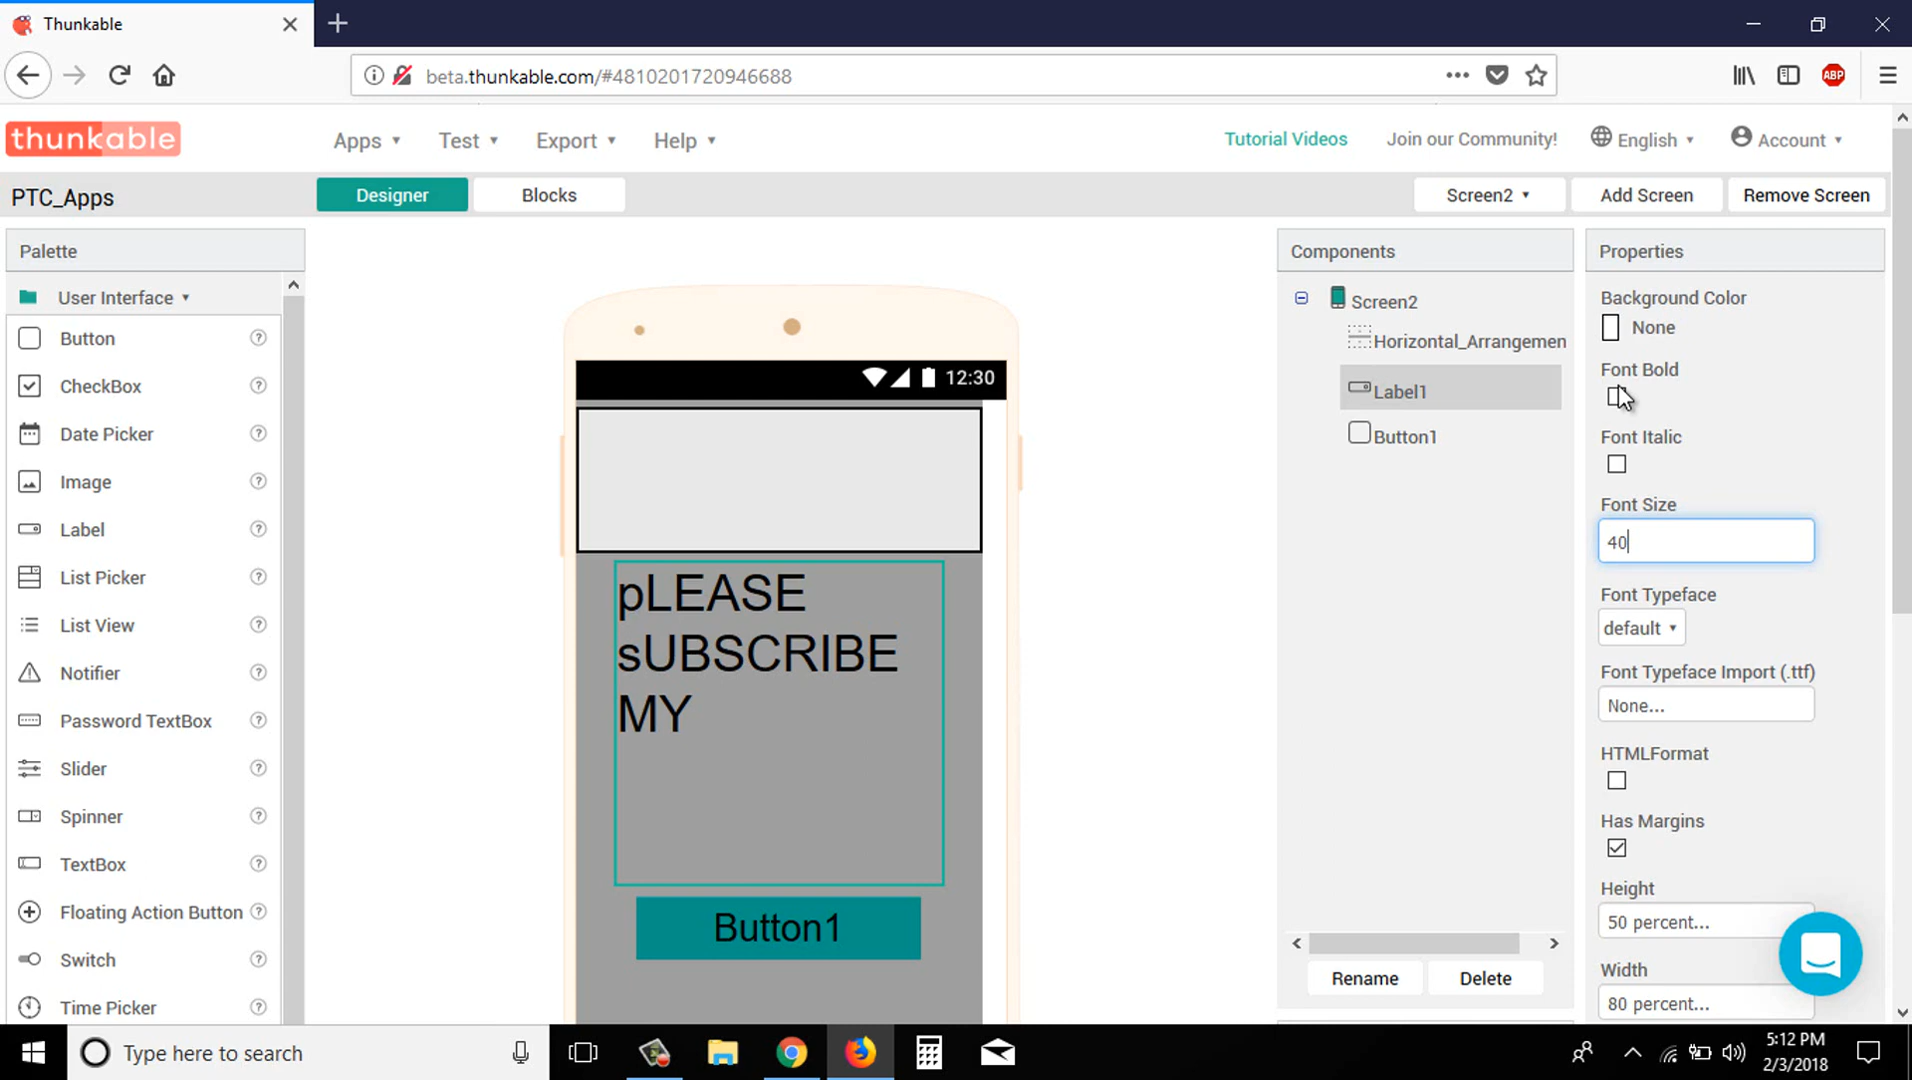 Thunkable
beta.thunkable.com/#4810201720946688
ABP
thunkable
Apps
Test
Export
Help
Tutorial Videos
Join our Community!
English
Account
PTC_Apps
Designer
Blocks
Screen2
Add Screen
Remove Screen
Palette
User Interface
Button
CheckBox
Date Picker
Image
Label
List Picker
List View
Notifier
Password TextBox
Slider
Spinner
TextBox
Floating Action Button
Switch
Time Picker
12:30
pLEASE
sUBSCRIBE
MY
Button1
Components
Screen2
Horizontal_Arrangemen
Label1
Button1
Rename
Delete
Properties
Background Color
None
Font Bold
Font Italic
Font Size
40
Font Typeface
default
Font Typeface Import (.ttf)
None...
HTMLFormat
Has Margins
Height
50 percent...
Width
80 percent...
Type here to search
5:12 PM
2/3/2018